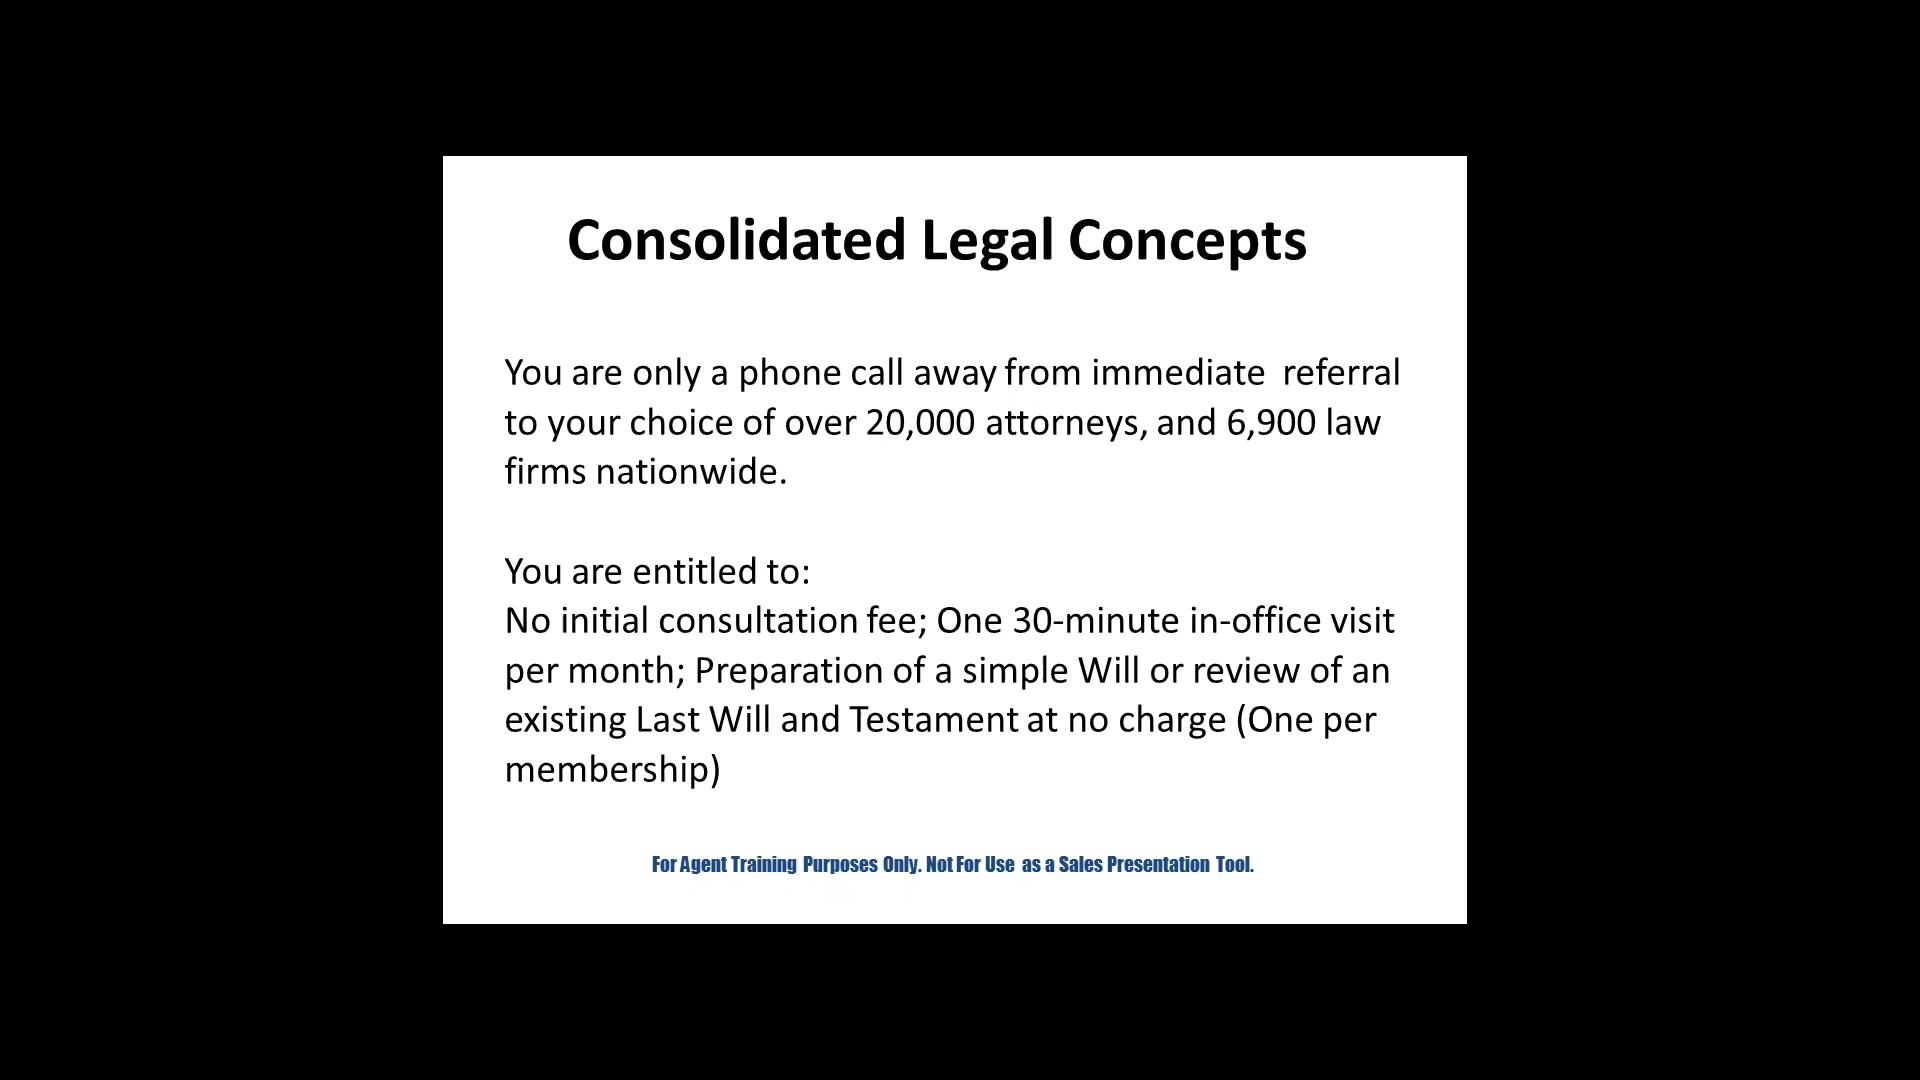 Consolidated Legal Concepts
You are only a phone call away from immediate referral
to your choice of over 20,000 attorneys, and 6,900 law
firms nationwide.
You are entitled to:
No initial consultation fee; One 30-minute in-office visit
per month; Preparation of a simple Will or review of an
existing Last Will and Testament at no charge (One per
membership)
For Agent Training Purposes Only. Not For Use as a Sales Presentation Tool.